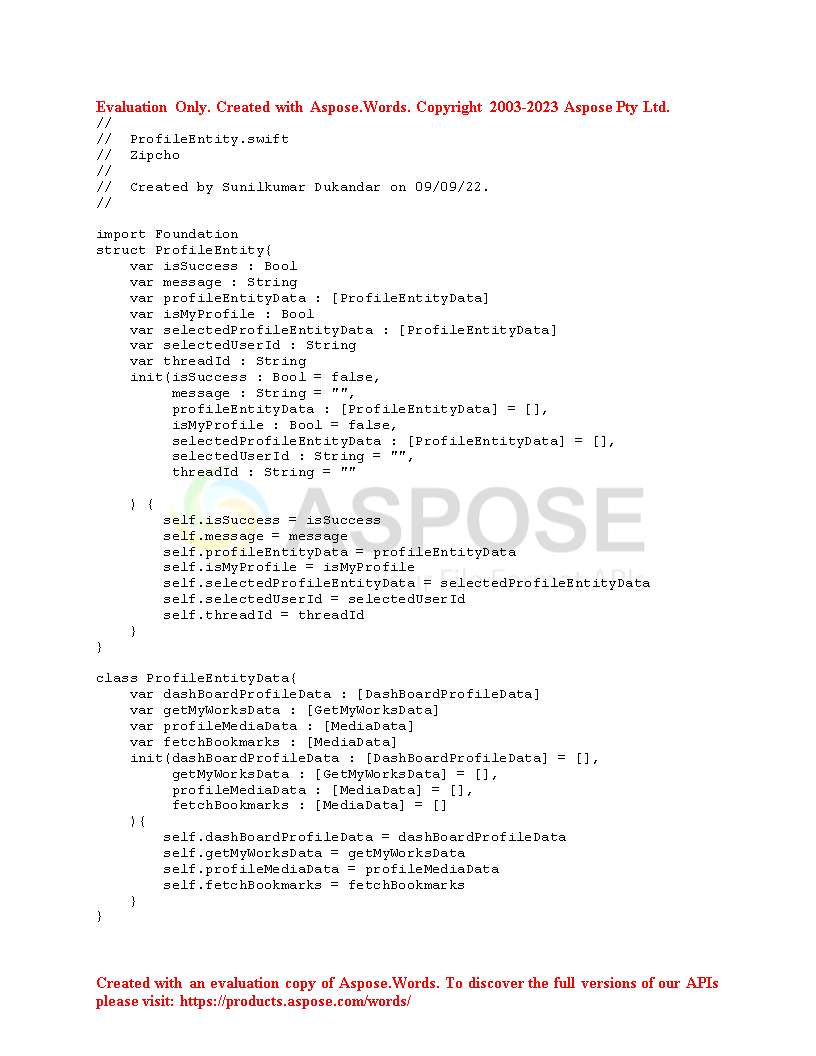 Evaluation Only. Created with Aspose.Words. Copyright 2003-2023 Aspose Pty Ltd.
//
//  ProfileEntity.swift
//  Zipcho
//
//  Created by Sunilkumar Dukandar on 09/09/22.
//
import Foundation
struct ProfileEntity{
    var isSuccess : Bool
    var message : String
    var profileEntityData : [ProfileEntityData]
    var isMyProfile : Bool
    var selectedProfileEntityData : [ProfileEntityData]
    var selectedUserId : String
    var threadId : String
    init(isSuccess : Bool = false,
         message : String = "",
         profileEntityData : [ProfileEntityData] = [],
         isMyProfile : Bool = false,
         selectedProfileEntityData : [ProfileEntityData] = [],
         selectedUserId : String = "",
         threadId : String = ""
    ) {
ASPOSE
        self.isSuccess = isSuccess
        self.message = message
        self.profileEntityData = profileEntityData
        self.isMyProfile = isMyProfile
File Format APIs
        self.selectedProfileEntityData = selectedProfileEntityData
        self.selectedUserId = selectedUserId
        self.threadId = threadId
    }
}
class ProfileEntityData{
    var dashBoardProfileData : [DashBoardProfileData]
    var getMyWorksData : [GetMyWorksData]
    var profileMediaData : [MediaData]
    var fetchBookmarks : [MediaData]
    init(dashBoardProfileData : [DashBoardProfileData] = [],
         getMyWorksData : [GetMyWorksData] = [],
         profileMediaData : [MediaData] = [],
         fetchBookmarks : [MediaData] = []
    ){
        self.dashBoardProfileData = dashBoardProfileData
        self.getMyWorksData = getMyWorksData
        self.profileMediaData = profileMediaData
        self.fetchBookmarks = fetchBookmarks
    }
}
Created with an evaluation copy of Aspose.Words. To discover the full versions of our APIs
please visit: https://products.aspose.com/words/